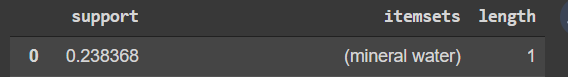 support itemsets length
0 0.238368 (mineral water) 1